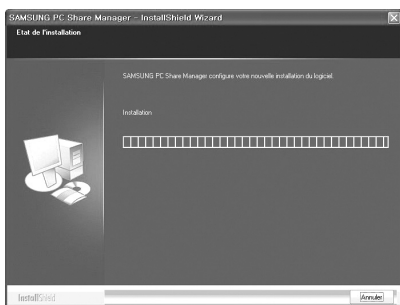 SAMSUNG PC Share Manager - InstallShield Wizard
Etat de l'installation
SAMSUNG PC Share Manager configure votre nouvelle installation du logiciel.
Installation
InstallShield
Annuler